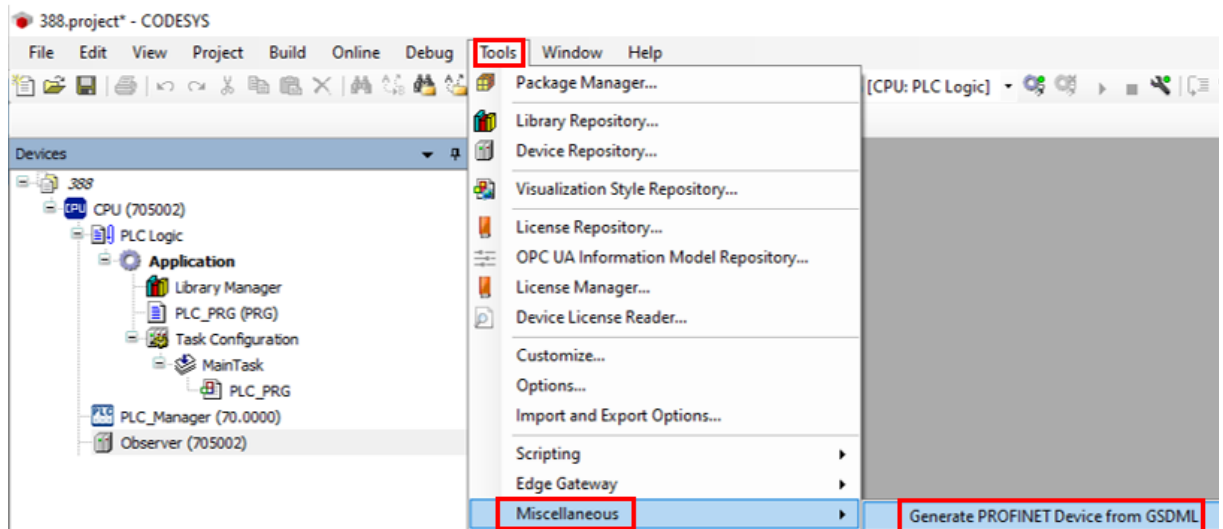 388.project* - CODESYS
File Edit View Project Build Online Debug Tools Window Help
[CPU: PLC Logic]
Devices
388
CPU CPU (705002)
PLC Logic
Application
Library Manager
PLC_PRG (PRG)
Task Configuration
MainTask
PLC_PRG
PLC PLC_Manager (70.0000)
Observer (705002)
Package Manager...
Library Repository...
Device Repository...
Visualization Style Repository...
License Repository...
OPC UA Information Model Repository...
License Manager...
Device License Reader...
Customize...
Options...
Import and Export Options...
Scripting
Edge Gateway
Miscellaneous
Generate PROFINET Device from GSDML